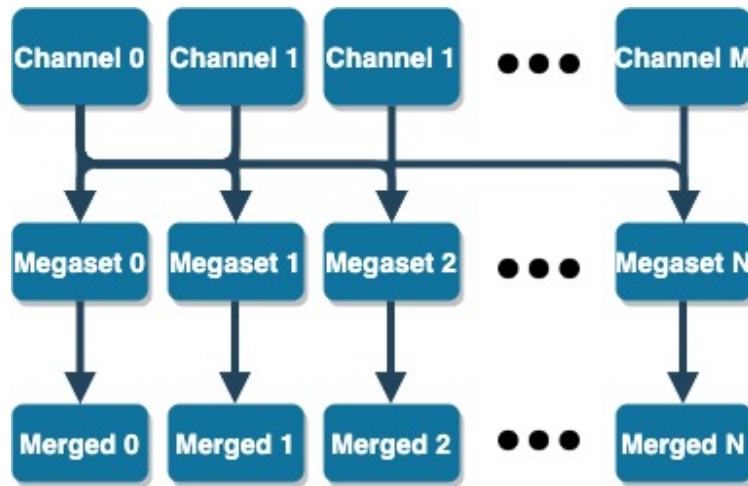 Channel 0 Channel 1 Channel 1 Channel M
Megaset 0 Megaset 1 Megaset 2 Megaset N
Merged 0 Merged 1 Merged 2 Merged N